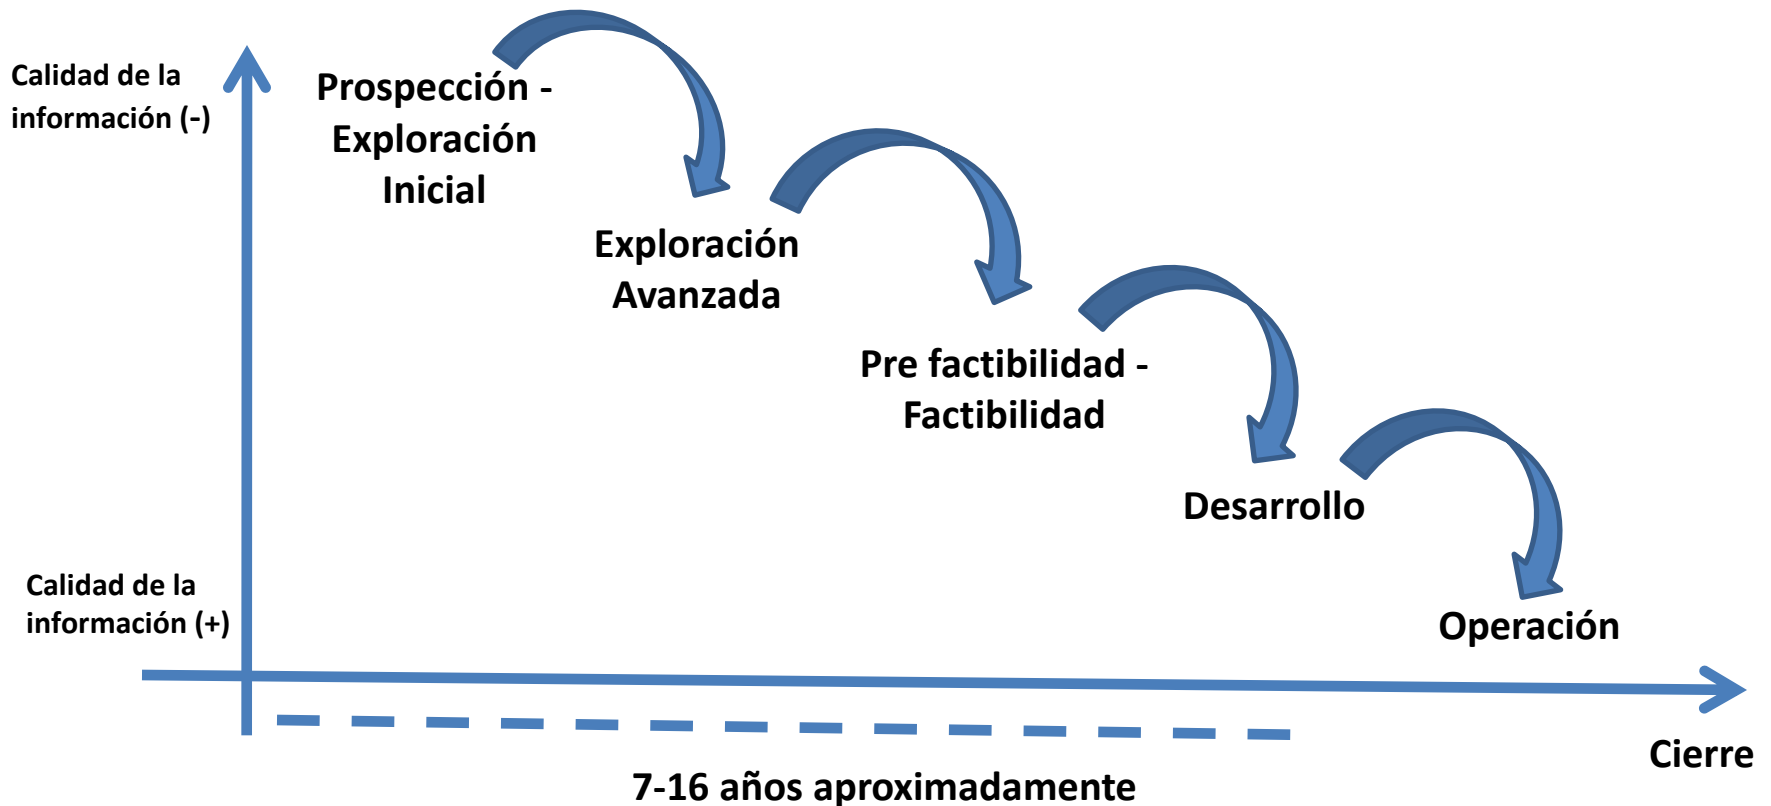 Calidad de la
información (-)
Prospección -
Exploración
Inicial
Exploración
Avanzada
Pre factibilidad -
Factibilidad
Desarrollo
Calidad de la
información (+)
Operación
Cierre
7-16 años aproximadamente